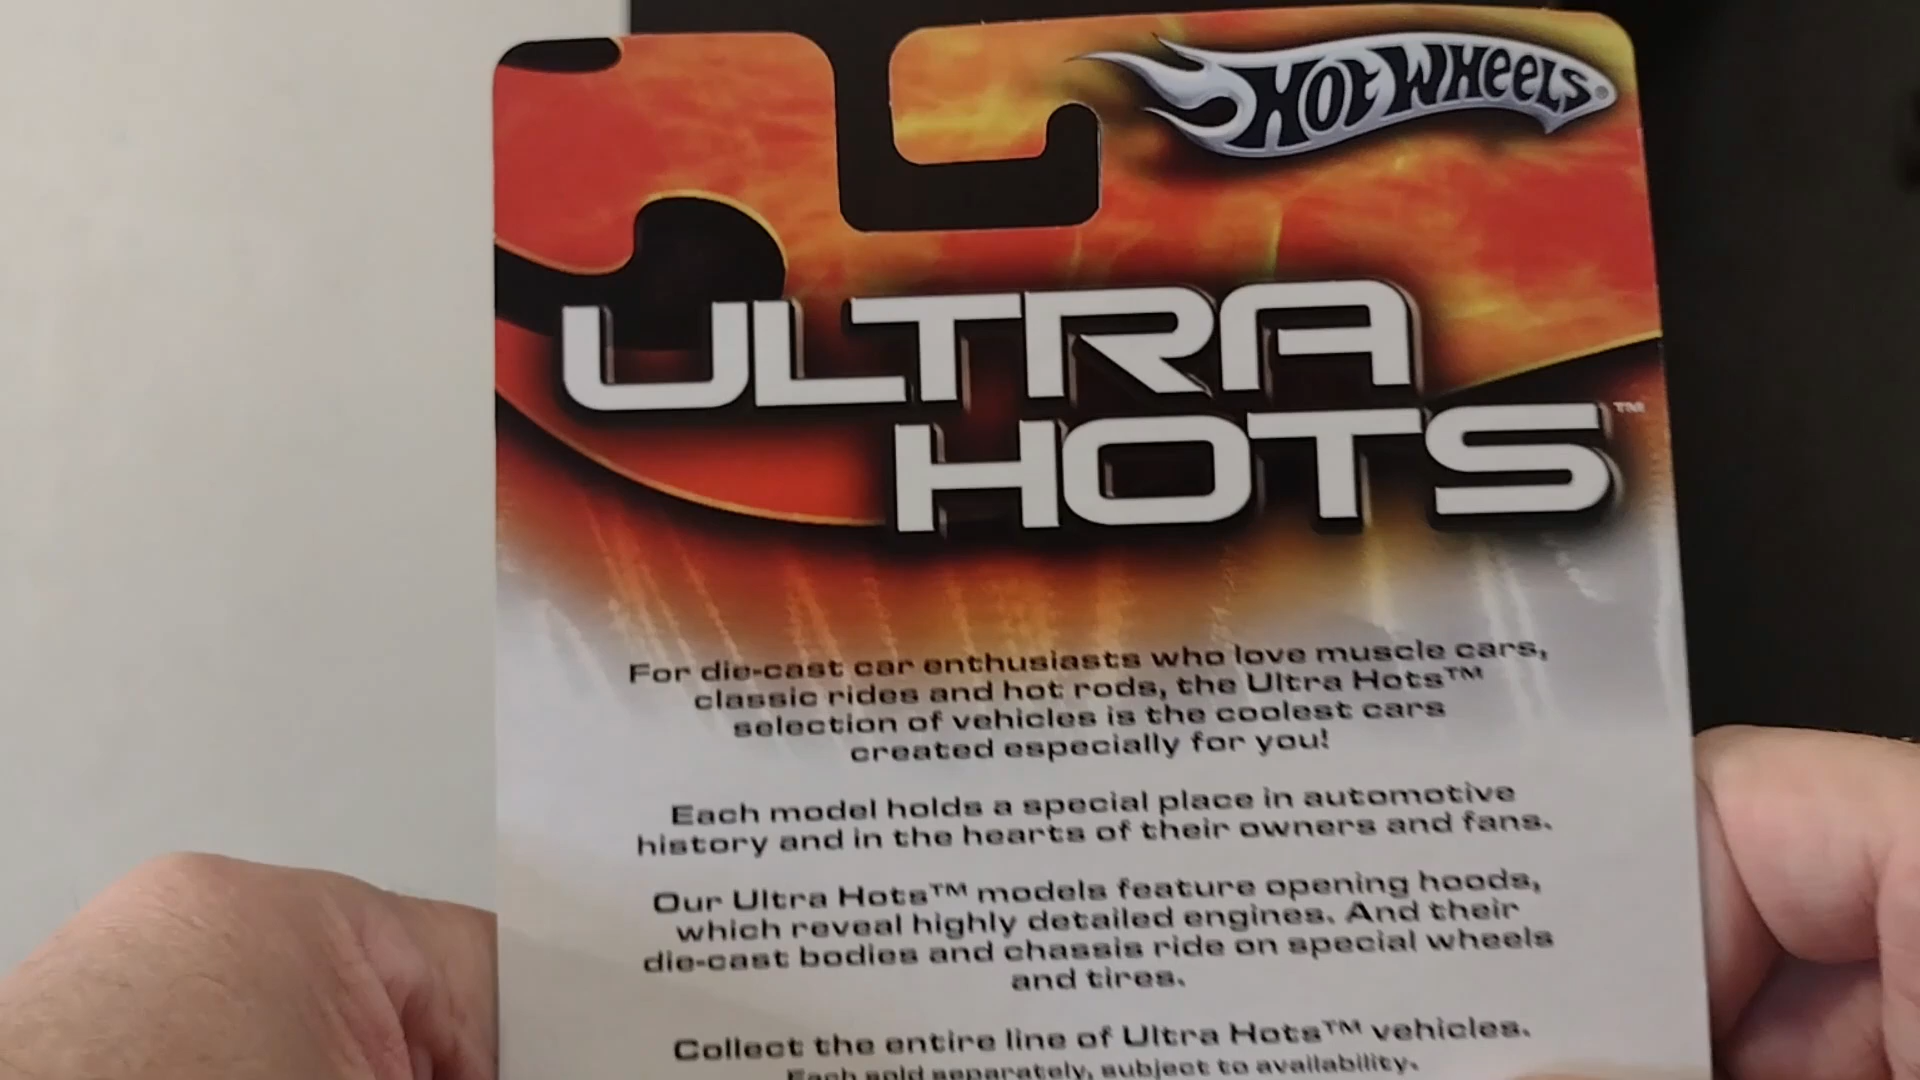 HOT WHEELS®
ULTRA
HOTS™
For die-cast car enthusiasts who love muscle cars,
classic rides and hot rods, the Ultra Hots™
selection of vehicles is the coolest cars
created especially for you!
Each model holds a special place in automotive
history and in the hearts of their owners and fans.
Our Ultra Hots™ models feature opening hoods,
which reveal highly detailed engines. And their
die-cast bodies and chassis ride on special wheels
and tires.
Collect the entire line of Ultra Hots™ vehicles.
Each sold separately, subject to availability.